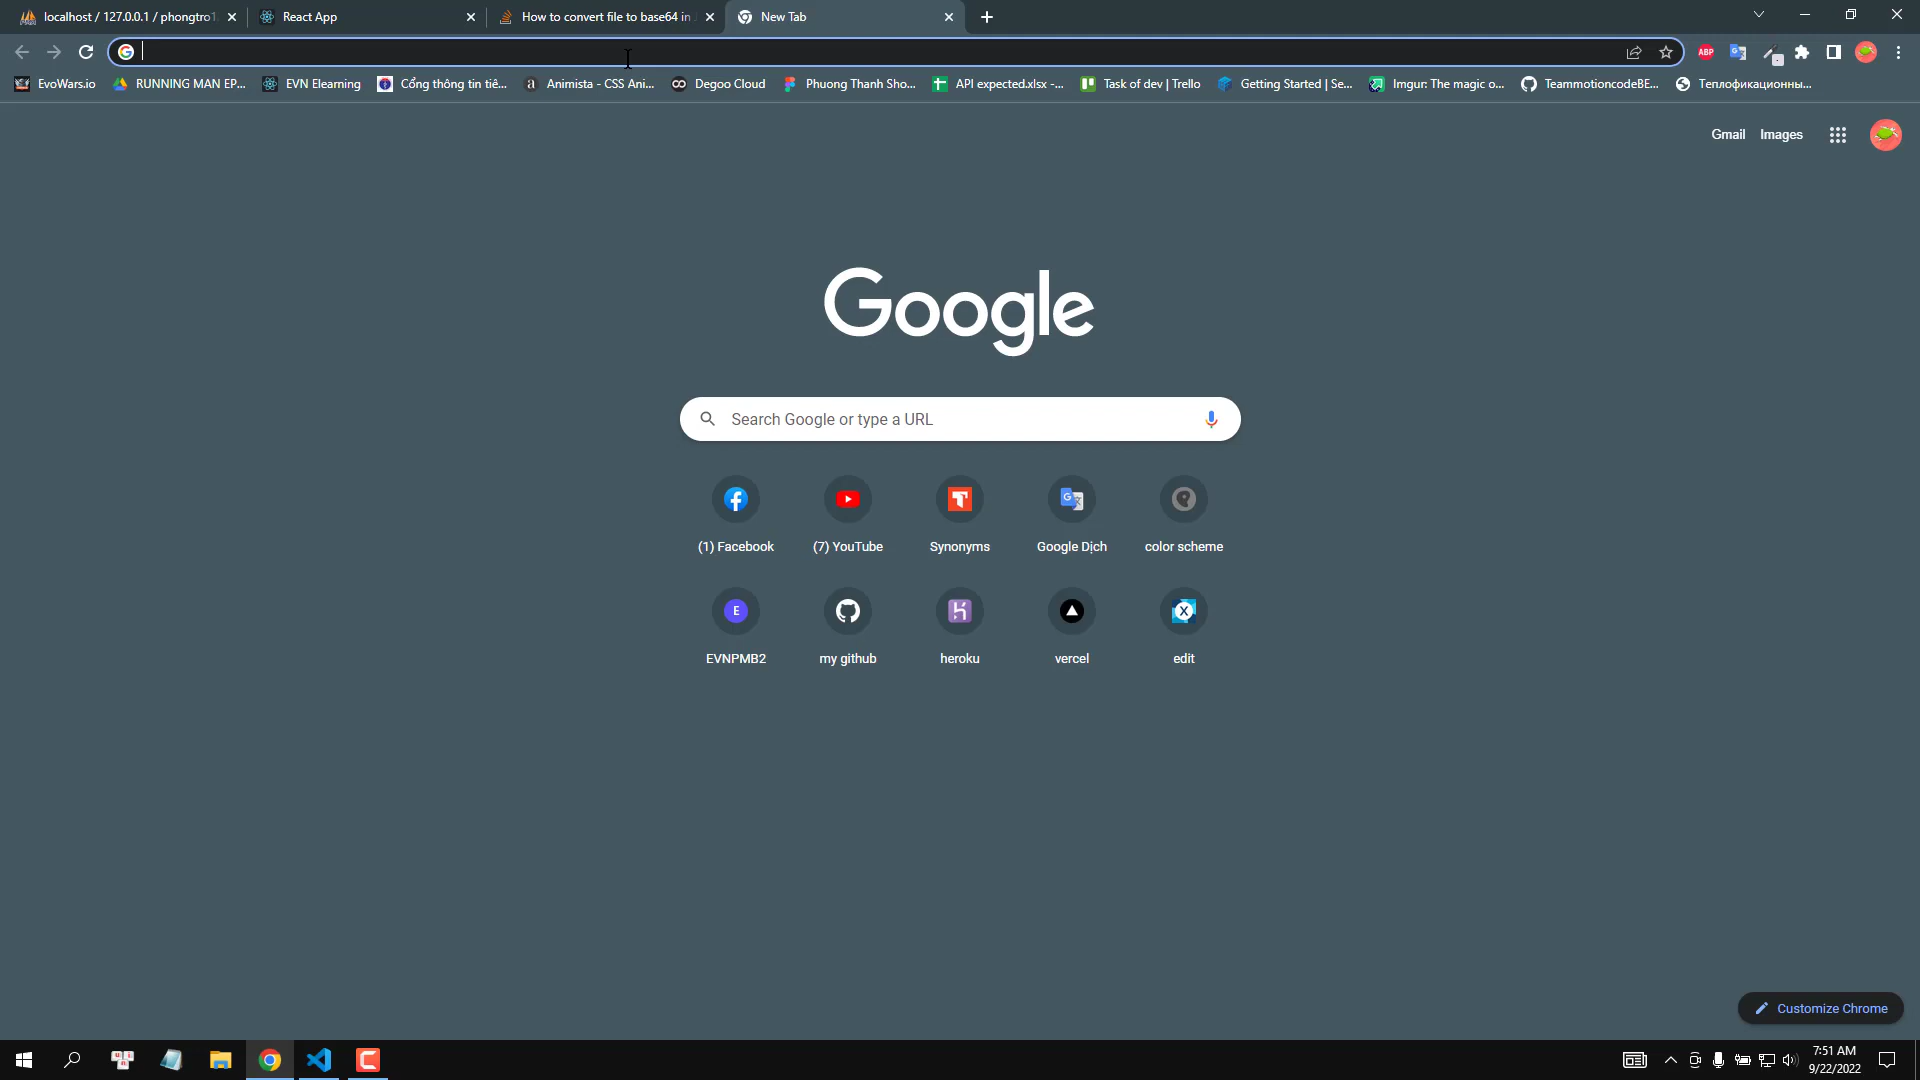 localhost / 127.0.0.1 / phongtro1
React App
How to convert file to base64 in J
New Tab
ABP
EvoWars.io
RUNNING MAN EP...
EVN Elearning
Cổng thông tin tiê...
Animista - CSS Ani...
Degoo Cloud
Phuong Thanh Sho...
API expected.xlsx -...
Task of dev | Trello
Getting Started | Se...
Imgur: The magic o...
TeammotioncodeBE...
Теплофикационны...
Gmail
Images
Google
Search Google or type a URL
(1) Facebook
(7) YouTube
Synonyms
Google Dịch
color scheme
E
EVNPMB2
my github
heroku
vercel
edit
Customize Chrome
7:51 AM
9/22/2022